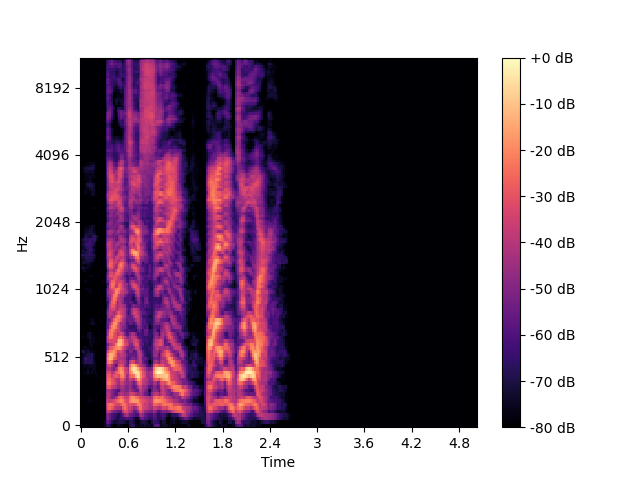 8192
4096
2048
1024
512
0
Hz
0 0.6 1.2 1.8 2.4 3 3.6 4.2 4.8
Time
+0 dB
-10 dB
-20 dB
-30 dB
-40 dB
-50 dB
-60 dB
-70 dB
-80 dB